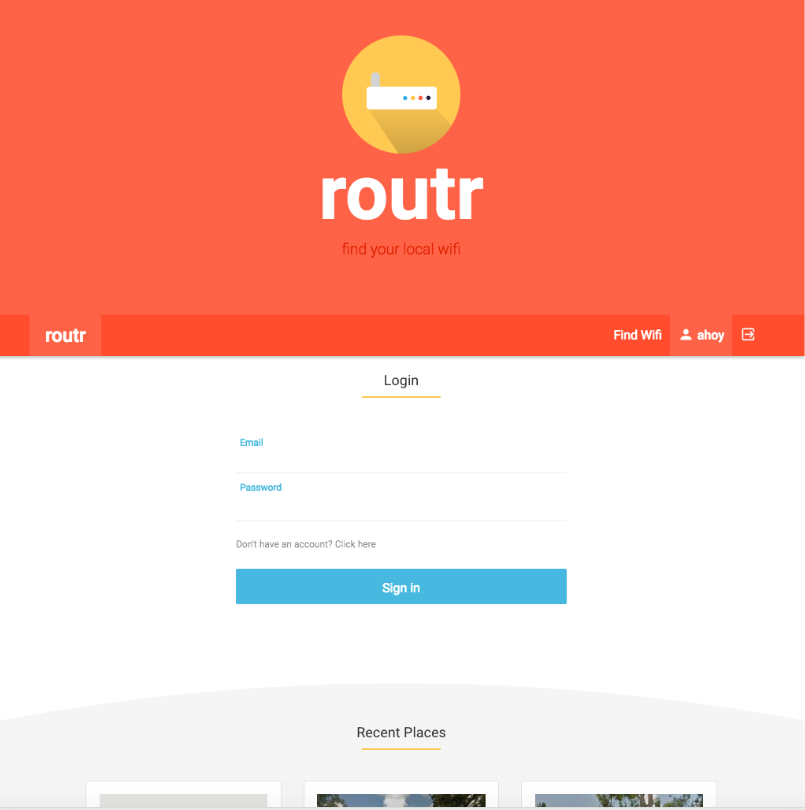 routr
find your local wifi
routr
Find Wifi
ahoy
Login
Email
Password
Don't have an account? Click here
Sign in
Recent Places